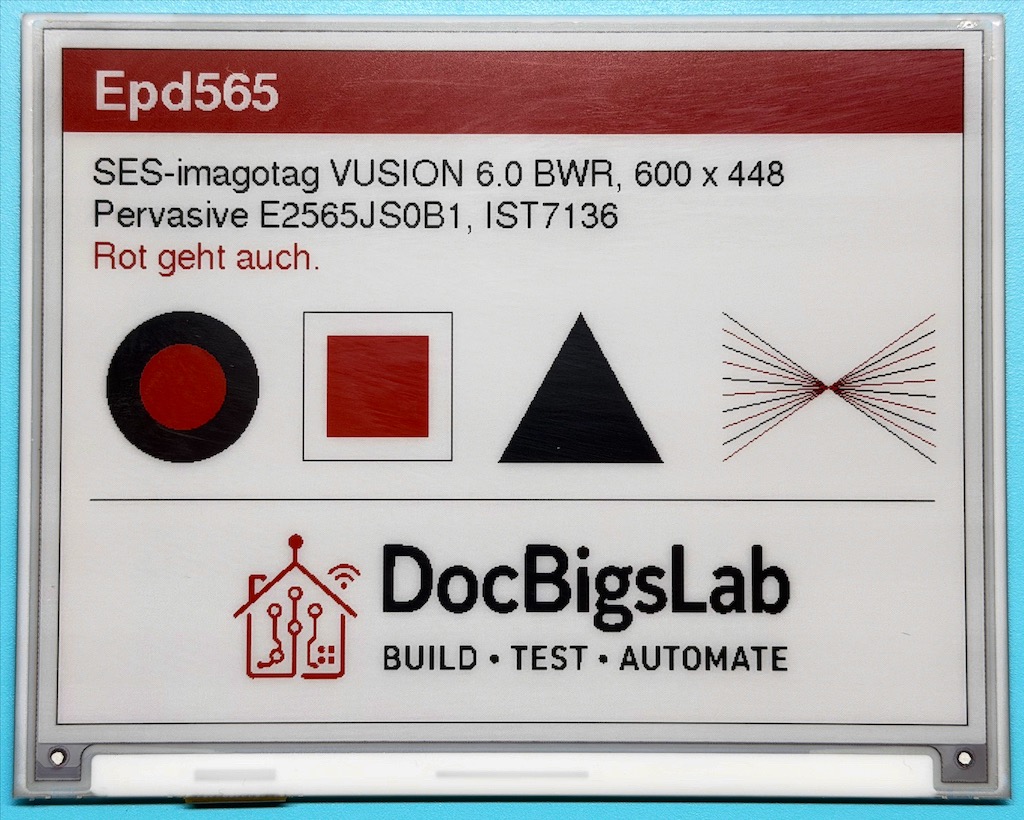 Epd565
SES-imagotag VUSION 6.0 BWR, 600 x 448
Pervasive E2565JS0B1, IST7136
Rot geht auch.
DocBigsLab
BUILD • TEST • AUTOMATE